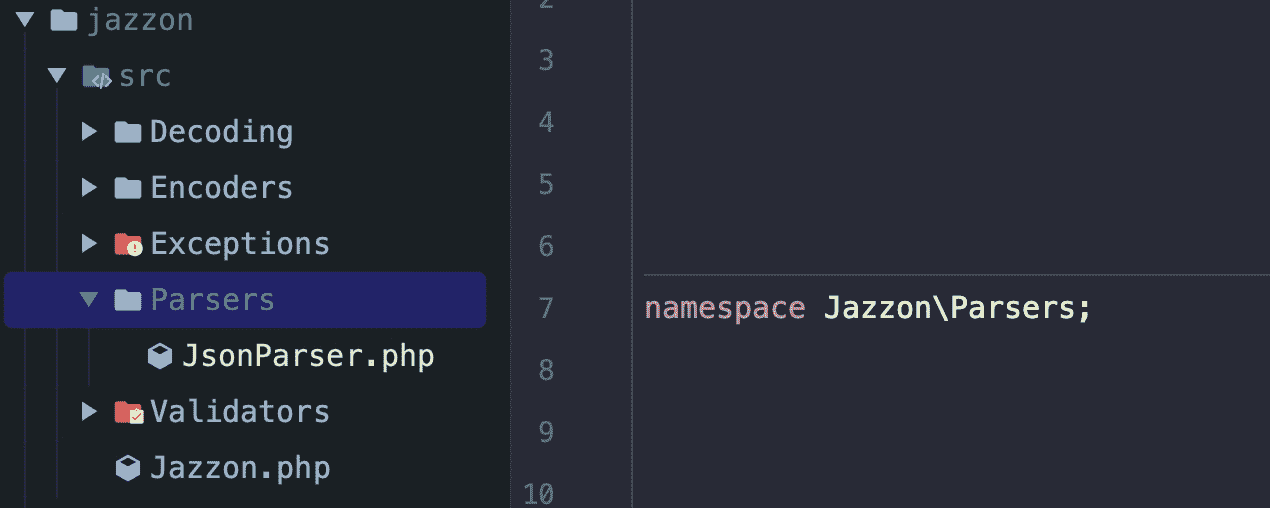 jazzon
src
Decoding
Encoders
Exceptions
Parsers
JsonParser.php
Validators
Jazzon.php
2
3
4
5
6
7 namespace Jazzon\Parsers;
8
9
10